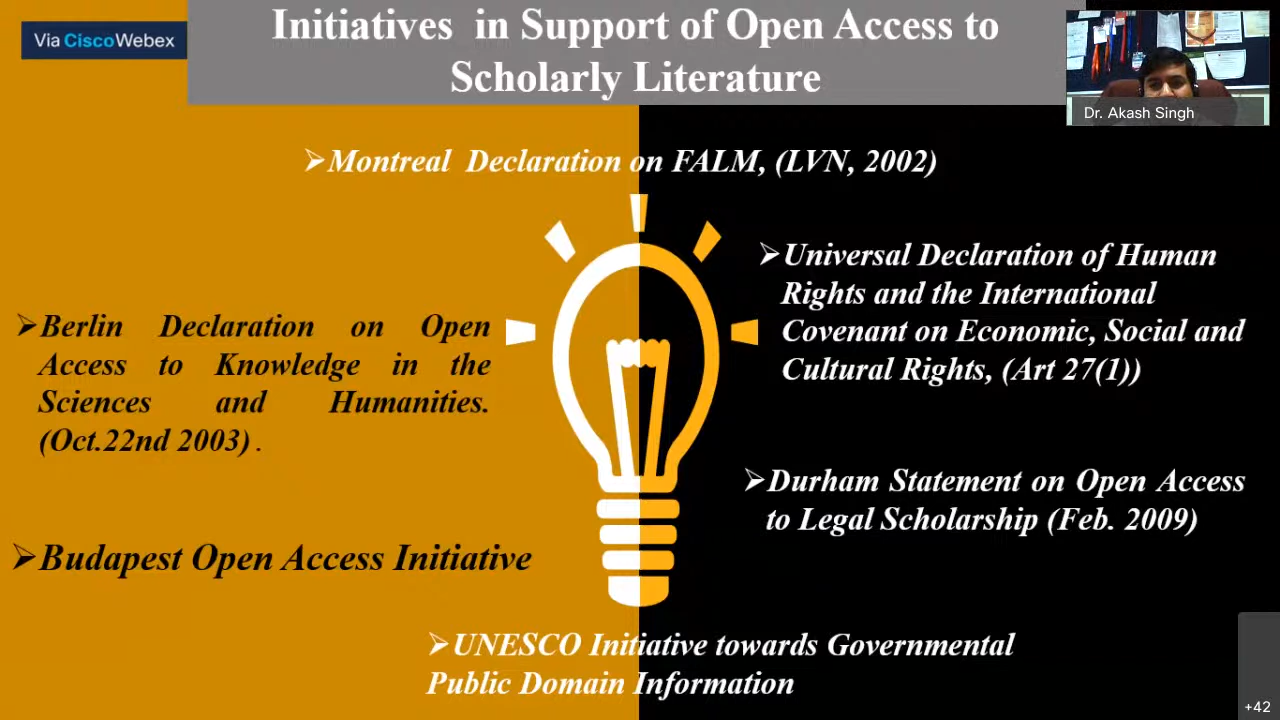 Via CiscoWebex
Initiatives in Support of Open Access to
Scholarly Literature
Dr. Akash Singh
➢Montreal Declaration on FALM, (LVN, 2002)
➢Universal Declaration of Human
Rights and the International
Covenant on Economic, Social and
Cultural Rights, (Art 27(1))
➢Berlin Declaration on Open
Access to Knowledge in the
Sciences and Humanities.
(Oct.22nd 2003) .
➢Durham Statement on Open Access
to Legal Scholarship (Feb. 2009)
➢Budapest Open Access Initiative
➢UNESCO Initiative towards Governmental
Public Domain Information
+42